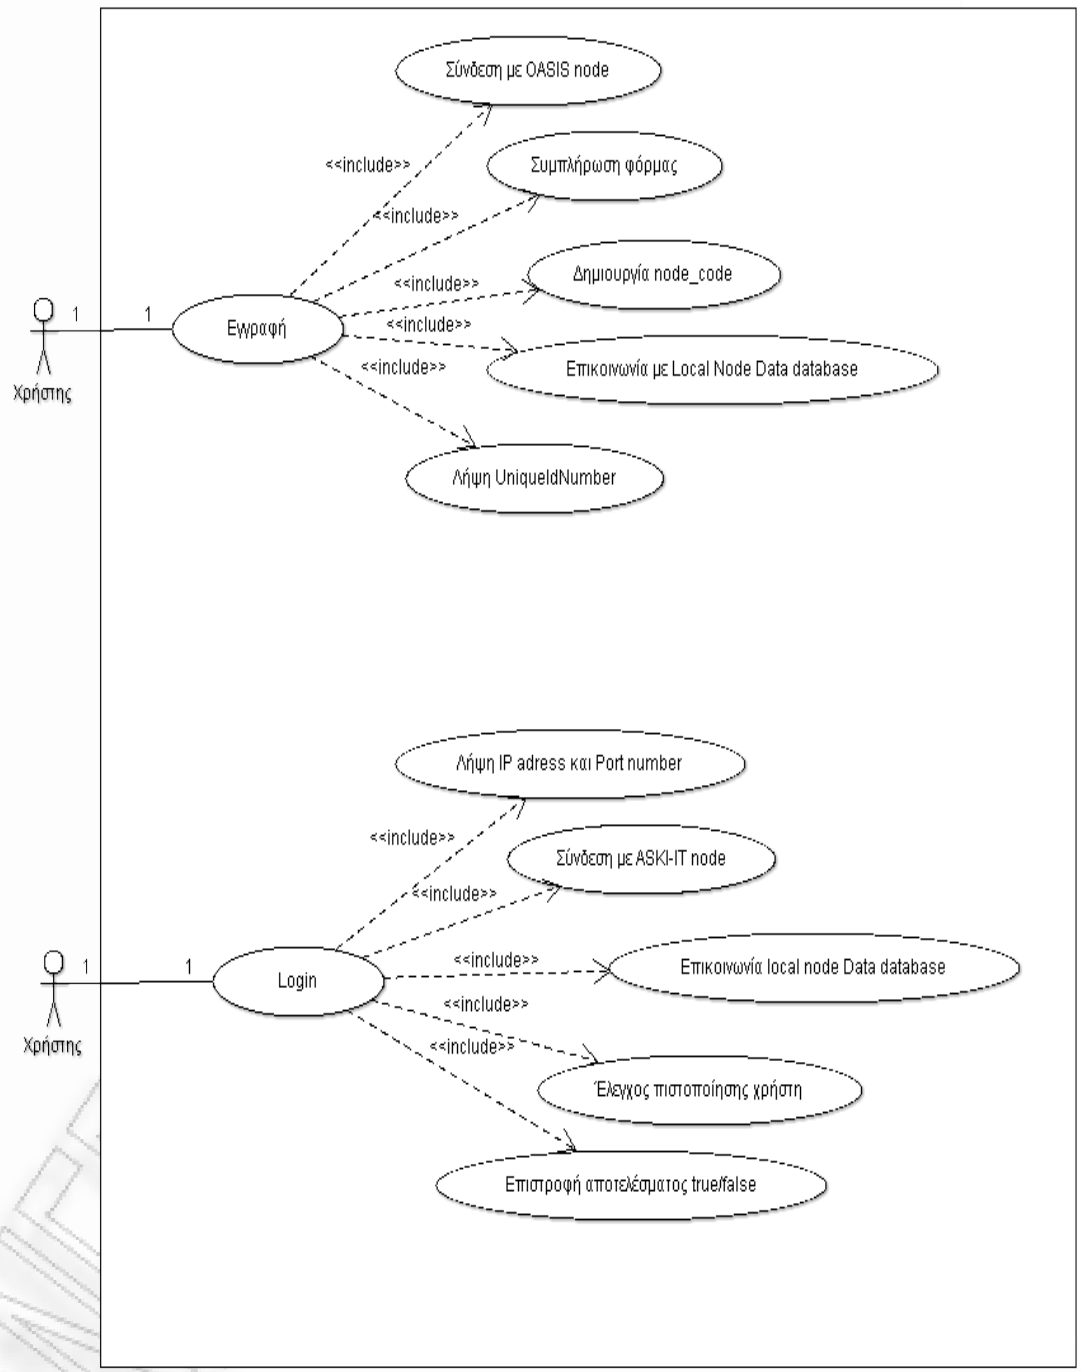 Σύνδεση με OASIS node
<<include>>
Συμπλήρωση φόρμας
<<include>>
Δημιουργία node_code
<<include>>
1
1
Εγγραφή
<<include>>
Επικοινωνία με Local Node Data database
<<include>>
Χρήστης
Λήψη UniqueIdNumber
Λήψη IP adress και Port number
<<include>>
Σύνδεση με ASKI-IT node
<<include>>
<<include>>
Επικοινωνία local node Data database
1
1
Login
<<include>>
Χρήστης
<<include>>
Έλεγχος πιστοποίησης χρήστη
Επιστροφή αποτελέσματος true/false